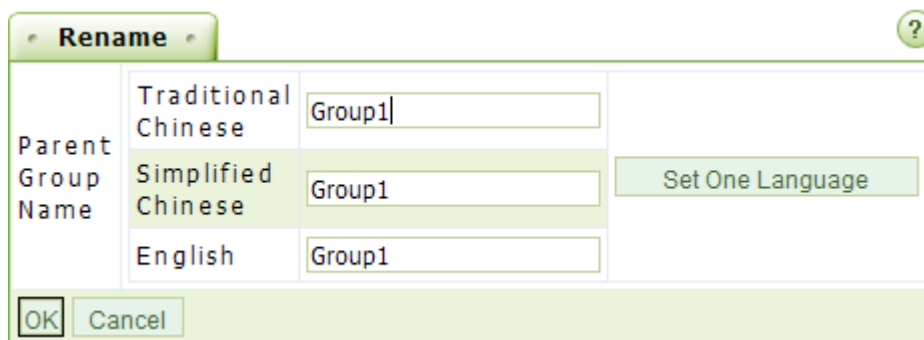 Rename
?
Parent
Group
Name
Traditional
Chinese
Group1
Simplified
Chinese
Group1
English
Group1
Set One Language
OK
Cancel